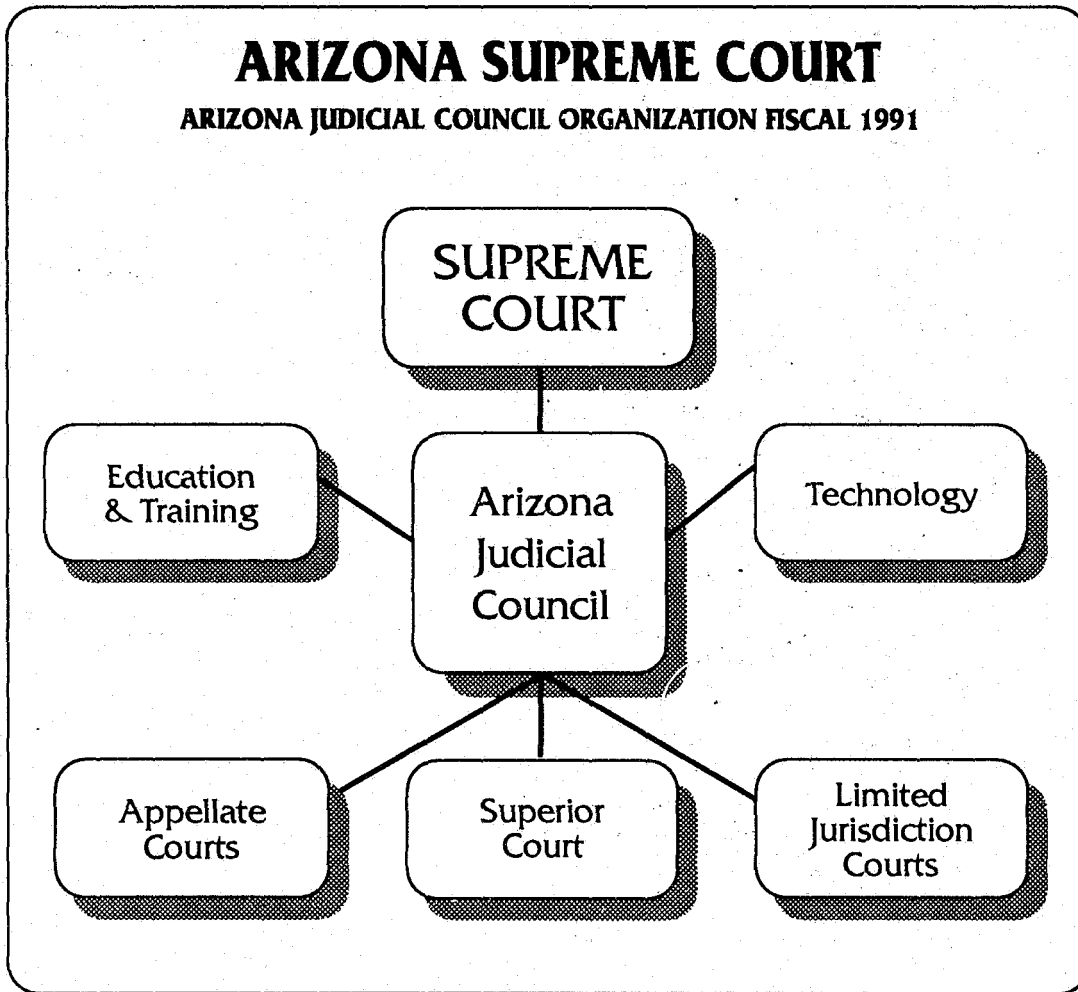 ARIZONA SUPREME COURT
ARIZONA JUDICIAL COUNCIL ORGANIZATION FISCAL 1991
SUPREME
COURT
Education
& Training
Arizona
Judicial
Council
Technology
Appellate
Courts
Superior
Court
Limited
Jurisdiction
Courts